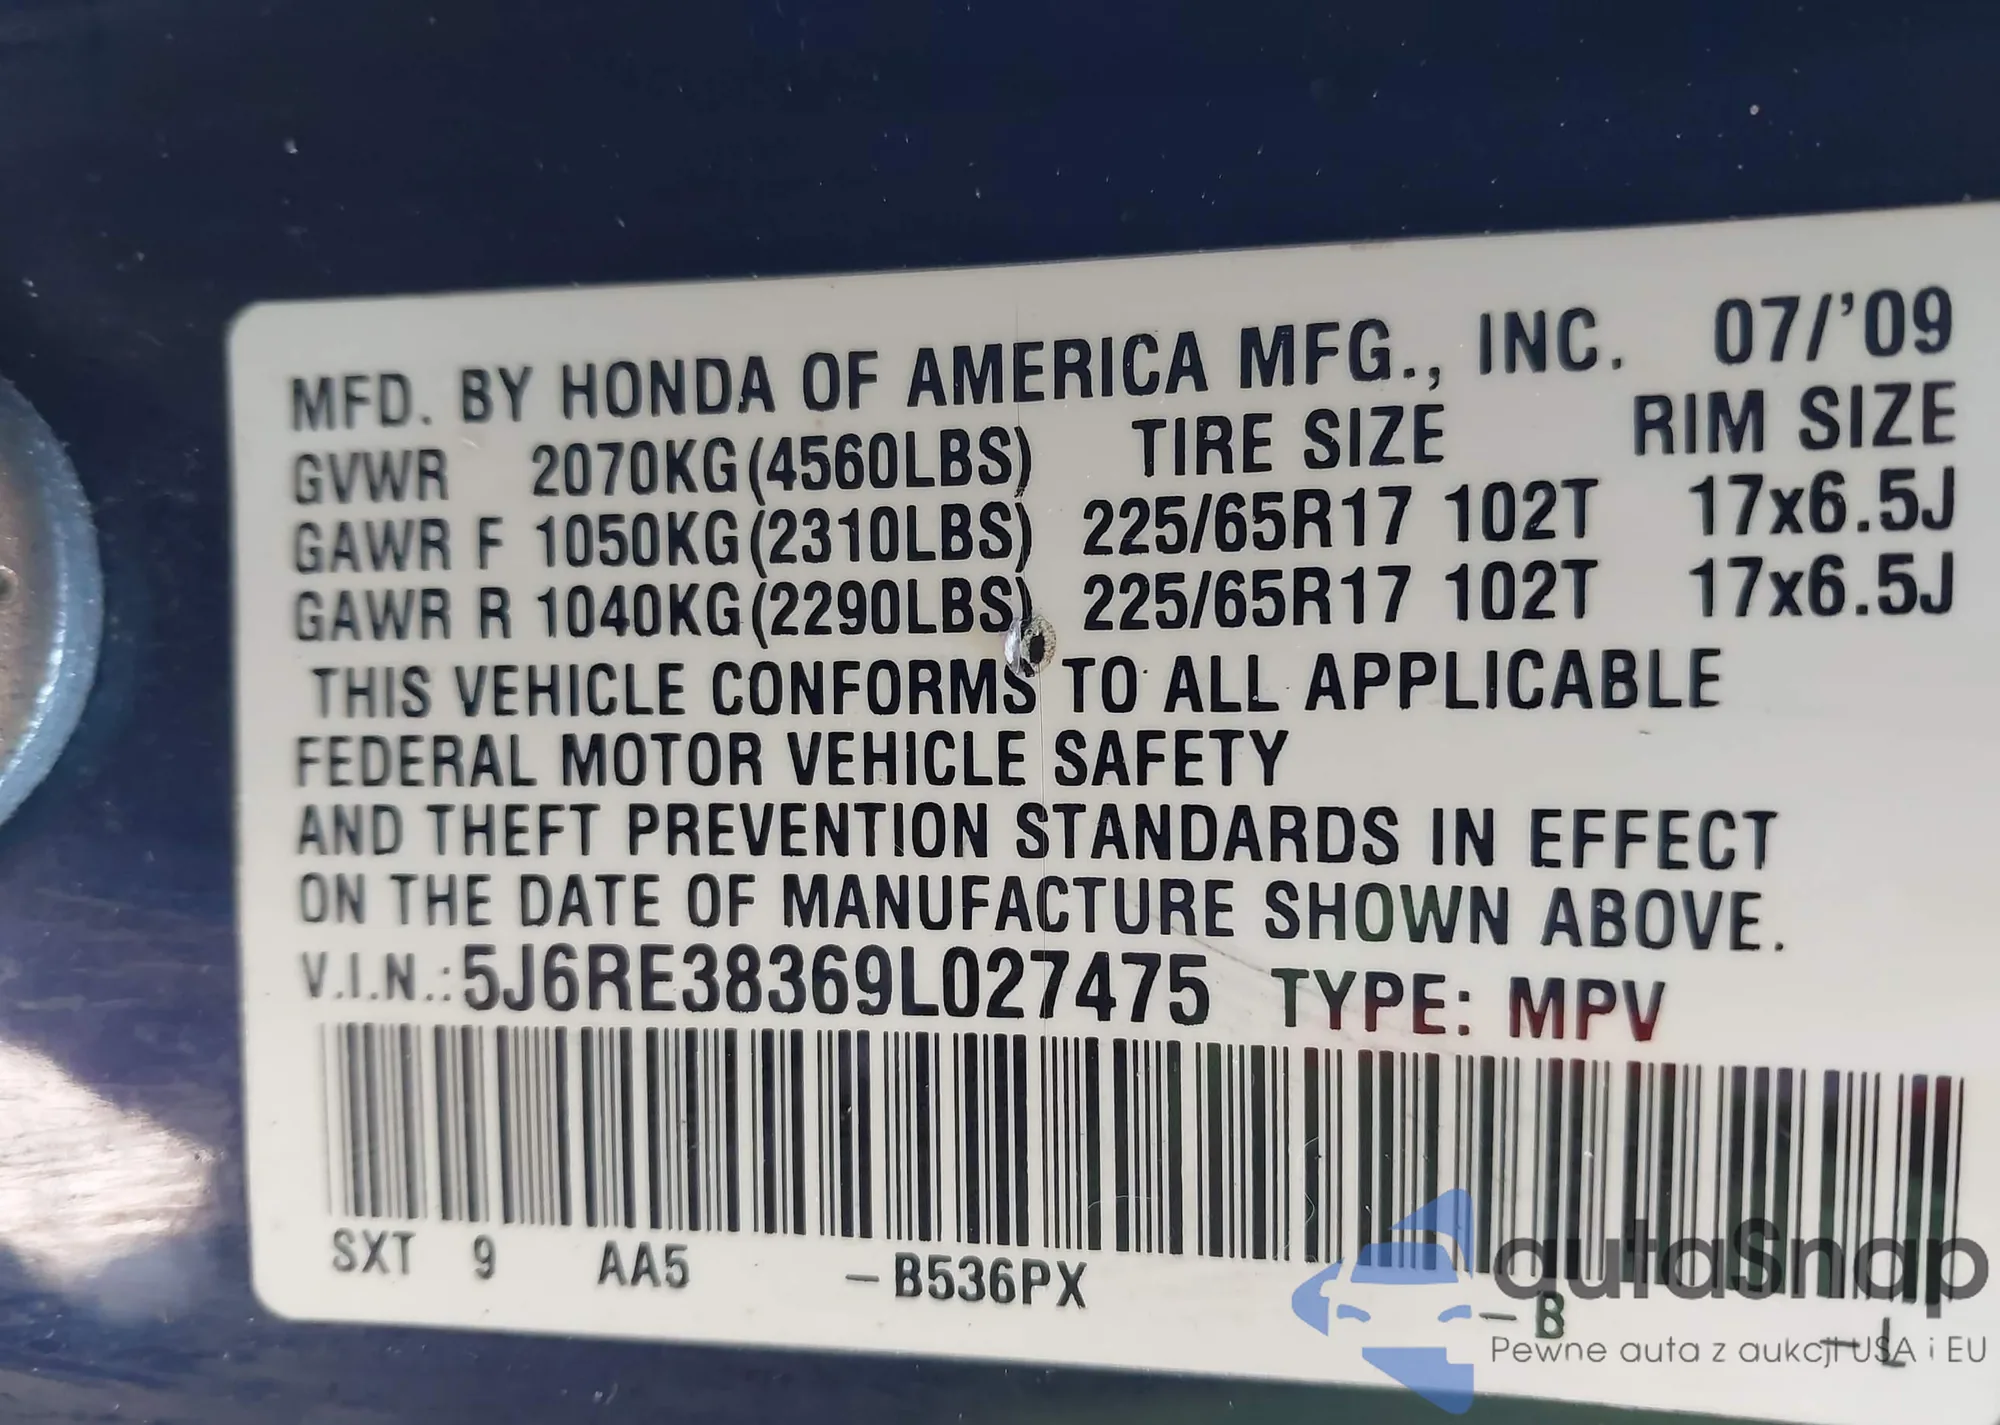 MFD. BY HONDA OF AMERICA MFG., INC. 07/'09
GVWR 2070KG(4560LBS) TIRE SIZE RIM SIZE
GAWR F 1050KG(2310LBS) 225/65R17 102T 17x6.5J
GAWR R 1040KG(2290LBS) 225/65R17 102T 17x6.5J
THIS VEHICLE CONFORMS TO ALL APPLICABLE
FEDERAL MOTOR VEHICLE SAFETY
AND THEFT PREVENTION STANDARDS IN EFFECT
ON THE DATE OF MANUFACTURE SHOWN ABOVE.
V.I.N.: 5J6RE38369L027475 TYPE: MPV
SXT 9 AA5 -B536PX -B -L
autaSnap
Pewne auta z aukcji USA i EU